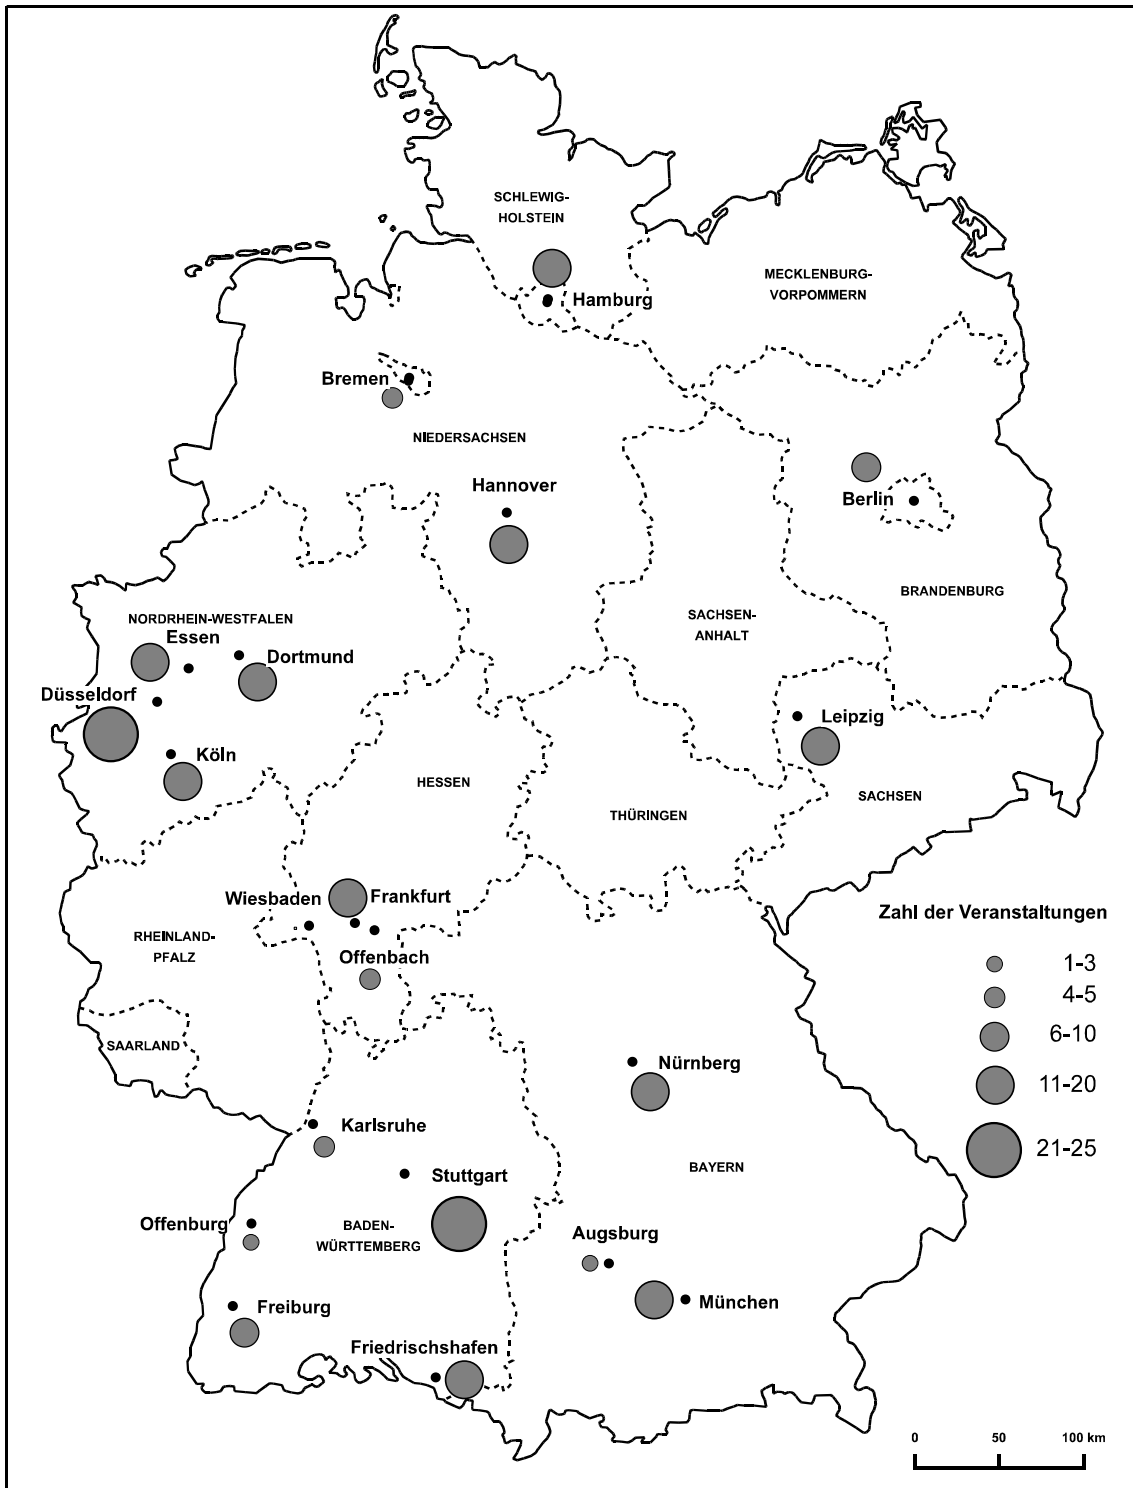 SCHLEWIG-
HOLSTEIN
MECKLENBURG-
VORPOMMERN
Hamburg
Bremen
NIEDERSACHSEN
Hannover
Berlin
BRANDENBURG
SACHSEN-
ANHALT
NORDRHEIN-WESTFALEN
Essen
Dortmund
Düsseldorf
Köln
Leipzig
HESSEN
SACHSEN
THÜRINGEN
Wiesbaden
Frankfurt
Zahl der Veranstaltungen
1-3
4-5
6-10
11-20
21-25
RHEINLAND-
PFALZ
Offenbach
SAARLAND
Nürnberg
Karlsruhe
BAYERN
Stuttgart
Offenburg
BADEN-
WÜRTTEMBERG
Augsburg
München
Freiburg
Friedrischshafen
0 50 100 km